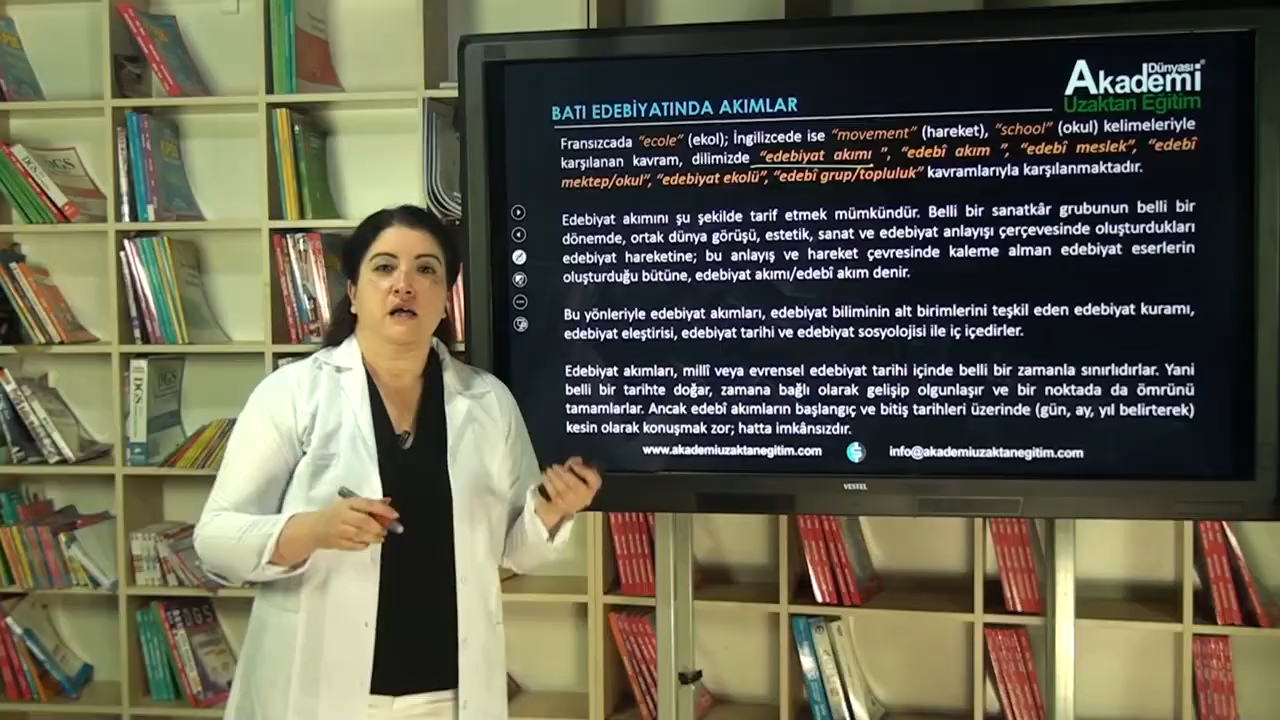 Dünyası
Akademi
Uzaktan Eğitim
BATI EDEBİYATINDA AKIMLAR
Fransızcada "ecole" (ekol); İngilizcede ise "movement" (hareket), "school" (okul) kelimeleriyle
karşılanan kavram, dilimizde "edebiyat akımı ", "edebî akım ", "edebî meslek", "edebî
mektep/okul", "edebiyat ekolü", "edebî grup/topluluk" kavramlarıyla karşılanmaktadır.
Edebiyat akımını şu şekilde tarif etmek mümkündür. Belli bir sanatkâr grubunun belli bir
dönemde, ortak dünya görüşü, estetik, sanat ve edebiyat anlayışı çerçevesinde oluşturdukları
edebiyat hareketine; bu anlayış ve hareket çevresinde kaleme alman edebiyat eserlerin
oluşturduğu bütüne, edebiyat akımı/edebî akım denir.
Bu yönleriyle edebiyat akımları, edebiyat biliminin alt birimlerini teşkil eden edebiyat kuramı,
edebiyat eleştirisi, edebiyat tarihi ve edebiyat sosyolojisi ile iç içedirler.
Edebiyat akımları, millî veya evrensel edebiyat tarihi içinde belli bir zamanla sınırlıdırlar. Yani
belli bir tarihte doğar, zamana bağlı olarak gelişip olgunlaşır ve bir noktada da ömrünü
tamamlarlar. Ancak edebî akımların başlangıç ve bitiş tarihleri üzerinde (gün, ay, yıl belirterek)
kesin olarak konuşmak zor; hatta imkânsızdır.
www.akademiuzaktanegitim.com
info@akademiuzaktanegitim.com
VESTEL
DGS
DGS
DGS